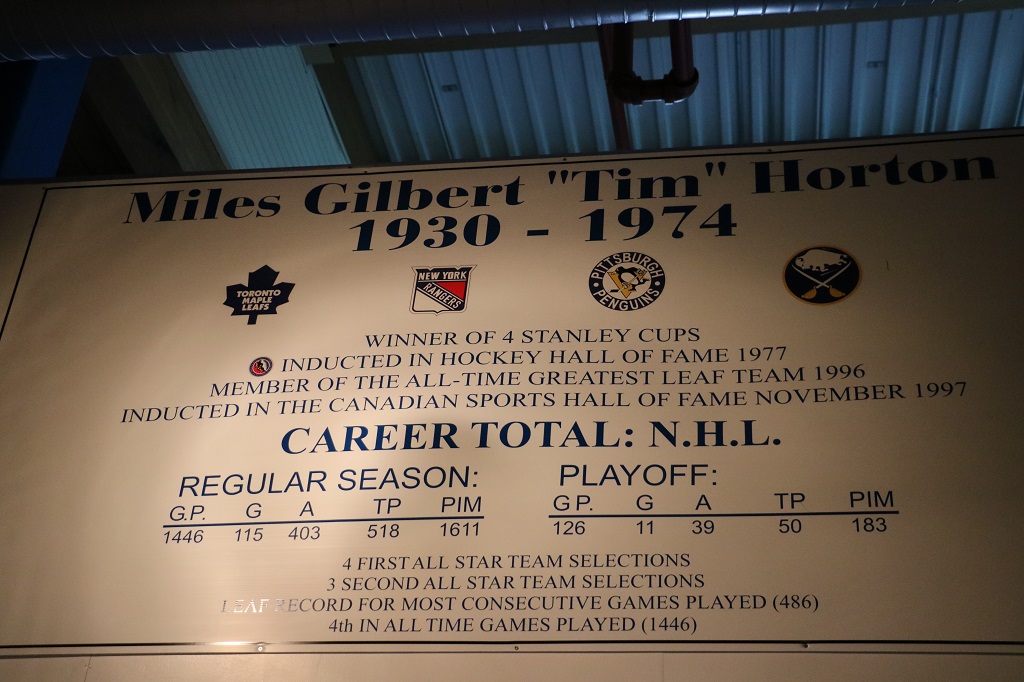 Miles Gilbert "Tim" Horton
1930 - 1974
TORONTO
MAPLE
LEAFS
NEW YORK
RANGERS
PITTSBURGH
PENGUINS
WINNER OF 4 STANLEY CUPS
INDUCTED IN HOCKEY HALL OF FAME 1977
MEMBER OF THE ALL-TIME GREATEST LEAF TEAM 1996
INDUCTED IN THE CANADIAN SPORTS HALL OF FAME NOVEMBER 1997
CAREER TOTAL: N.H.L.
REGULAR SEASON: PLAYOFF:
G.P. G A TP PIM GP. G A TP PIM
1446 115 403 518 1611 126 11 39 50 183
4 FIRST ALL STAR TEAM SELECTIONS
3 SECOND ALL STAR TEAM SELECTIONS
LEAF RECORD FOR MOST CONSECUTIVE GAMES PLAYED (486)
4th IN ALL TIME GAMES PLAYED (1446)